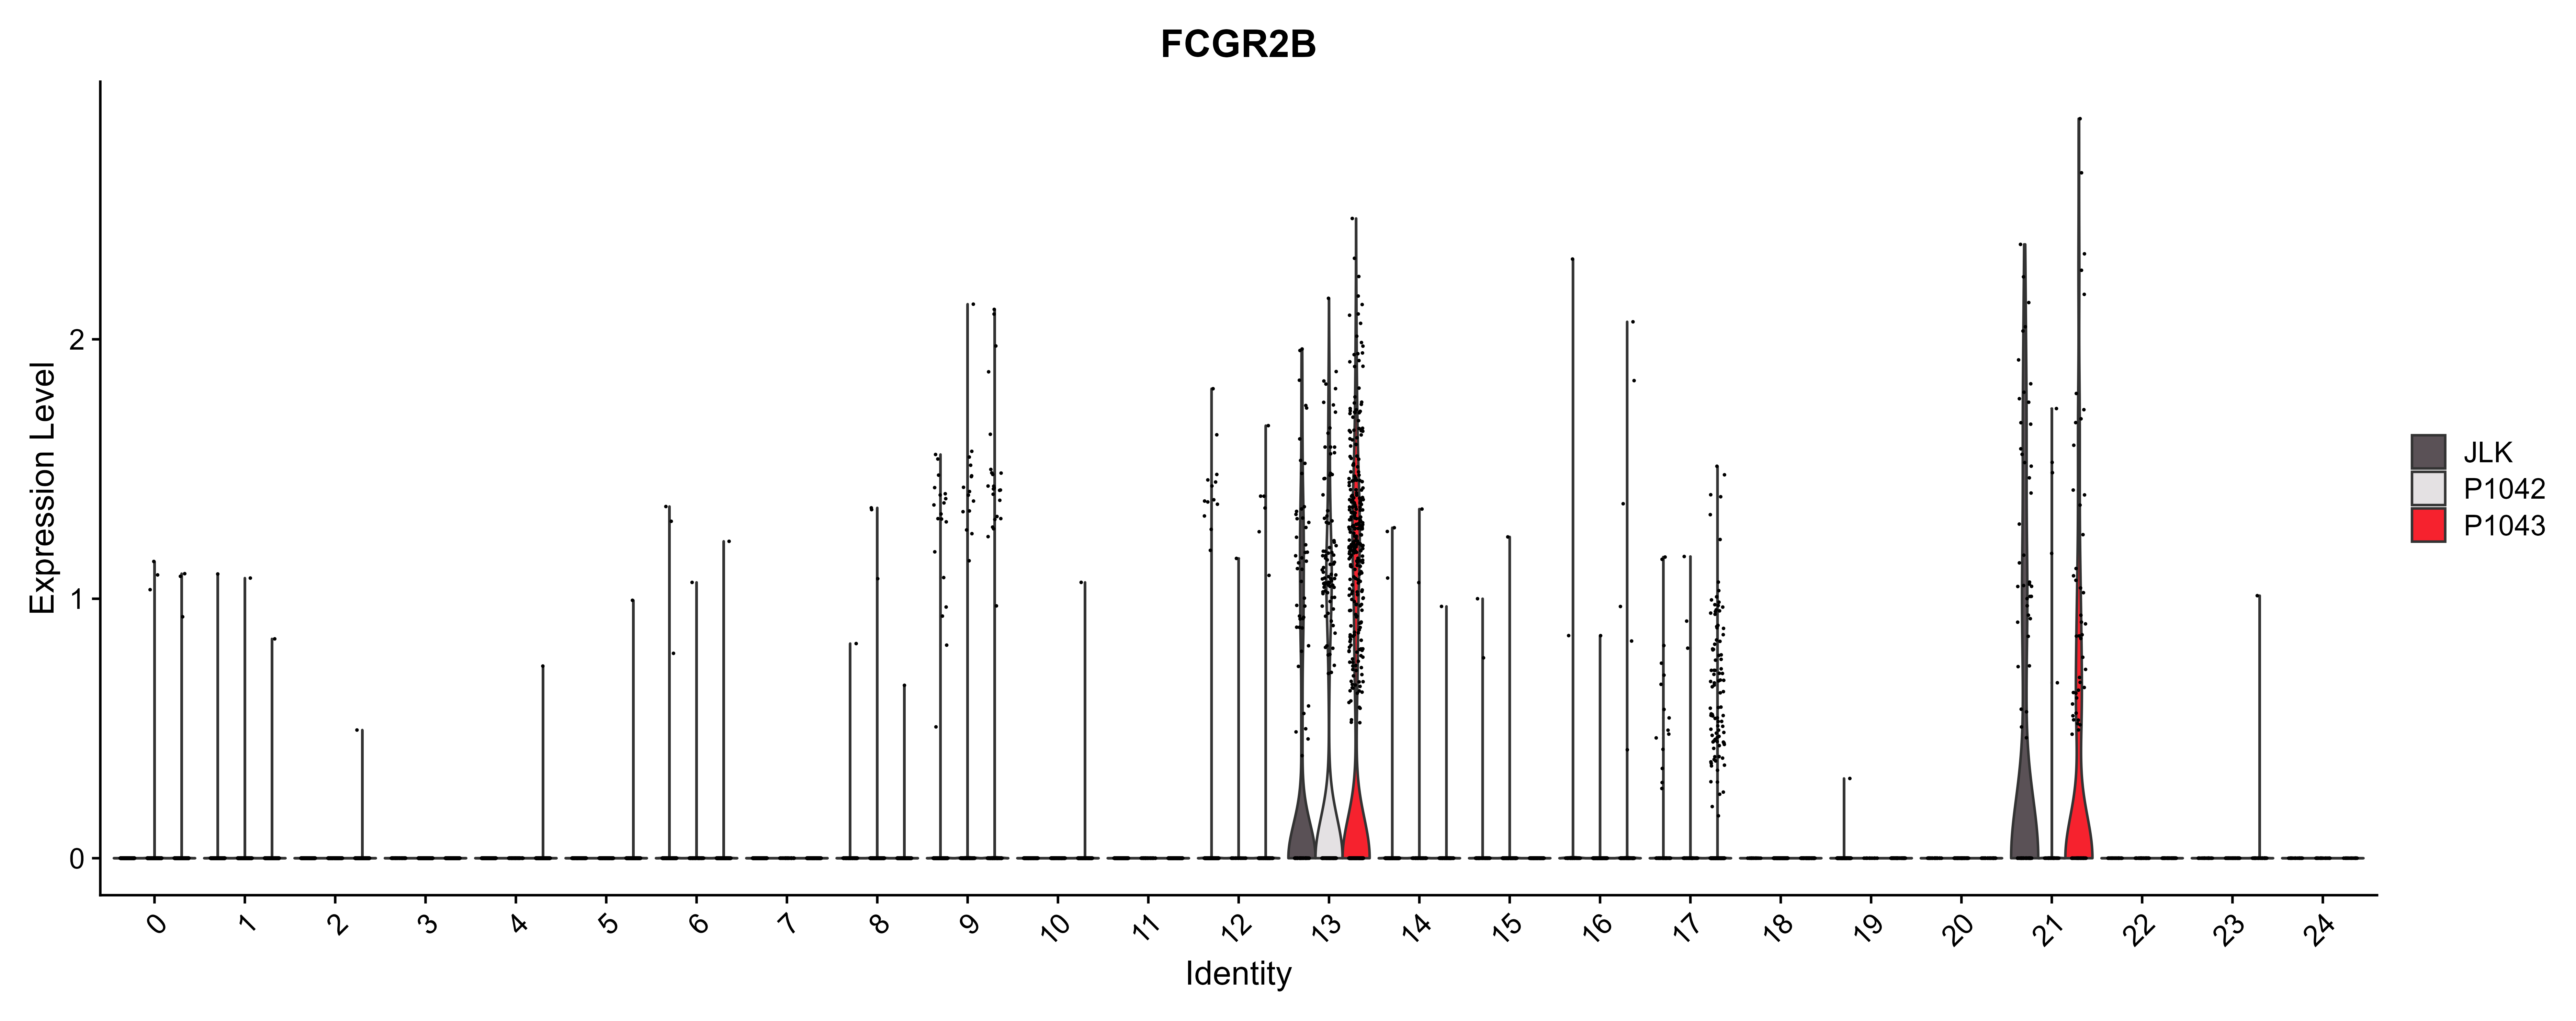 FCGR2B
Expression Level
2
1
0
0 1 2 3 4 5 6 7 8 9 10 11 12 13 14 15 16 17 18 19 20 21 22 23 24
Identity
JLK
P1042
P1043